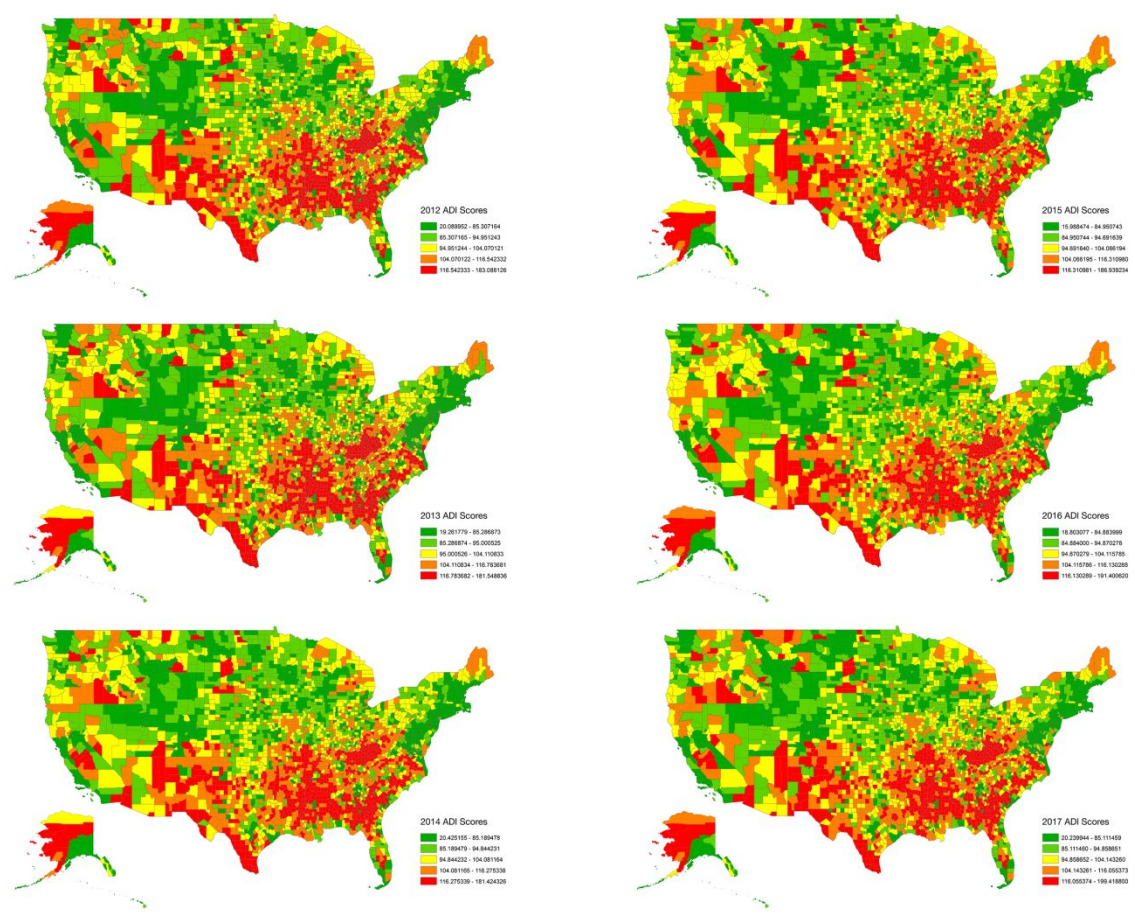 2012 ADI Scores
20.089952 - 85.307164
85.307165 - 94.951243
94.951244 - 104.070121
104.070122 - 116.542332
116.542333 - 183.088126
2015 ADI Scores
15.988474 - 84.950743
84.950744 - 94.691639
94.691640 - 104.086194
104.086195 - 116.310980
116.310981 - 186.939234
2013 ADI Scores
19.261779 - 85.286873
85.286874 - 95.000525
95.000526 - 104.110833
104.110834 - 116.783681
116.783682 - 181.548836
2016 ADI Scores
18.803077 - 84.883999
84.884000 - 94.870278
94.870279 - 104.115785
104.115786 - 116.130288
116.130289 - 191.400820
2014 ADI Scores
20.425155 - 85.189478
85.189479 - 94.844231
94.844232 - 104.081164
104.081165 - 116.275338
116.275339 - 181.424326
2017 ADI Scores
20.239944 - 85.111459
85.111460 - 94.858651
94.858652 - 104.143260
104.143261 - 116.055373
116.055374 - 199.418800